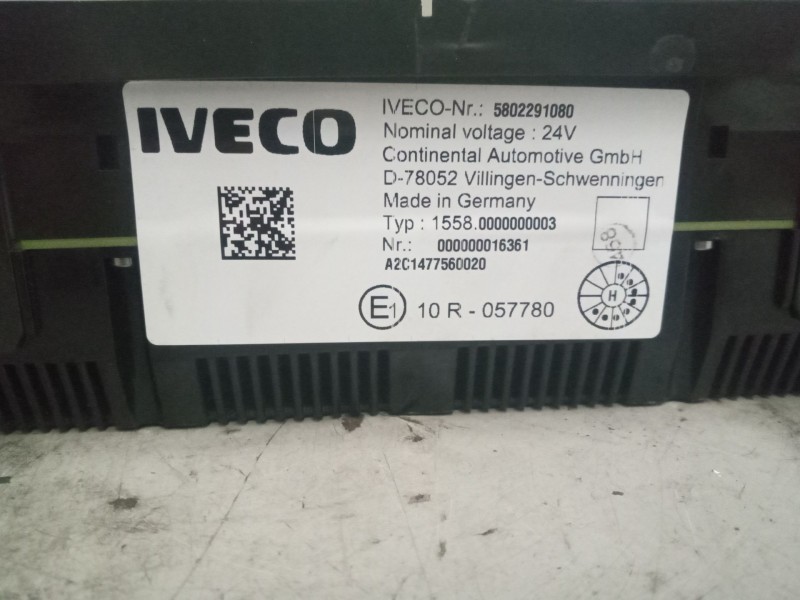 IVECO
IVECO-Nr.: 5802291080
Nominal voltage : 24V
Continental Automotive GmbH
D-78052 Villingen-Schwenningen
Made in Germany
Typ : 1558.0000000003
Nr.: 000000016361
A2C1477560020
E1 10 R - 057780
H